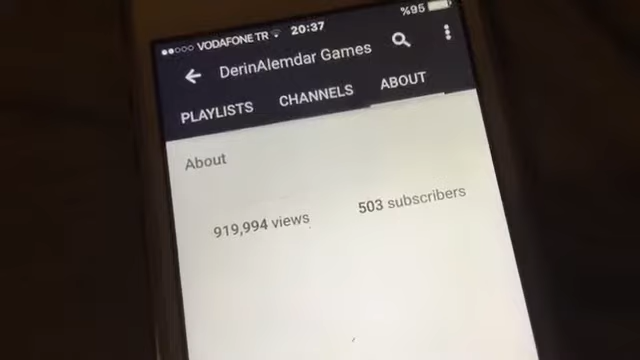 VODAFONE TR 20:37 %95
DerinAlemdar Games
PLAYLISTS CHANNELS ABOUT
About
919,994 views 503 subscribers